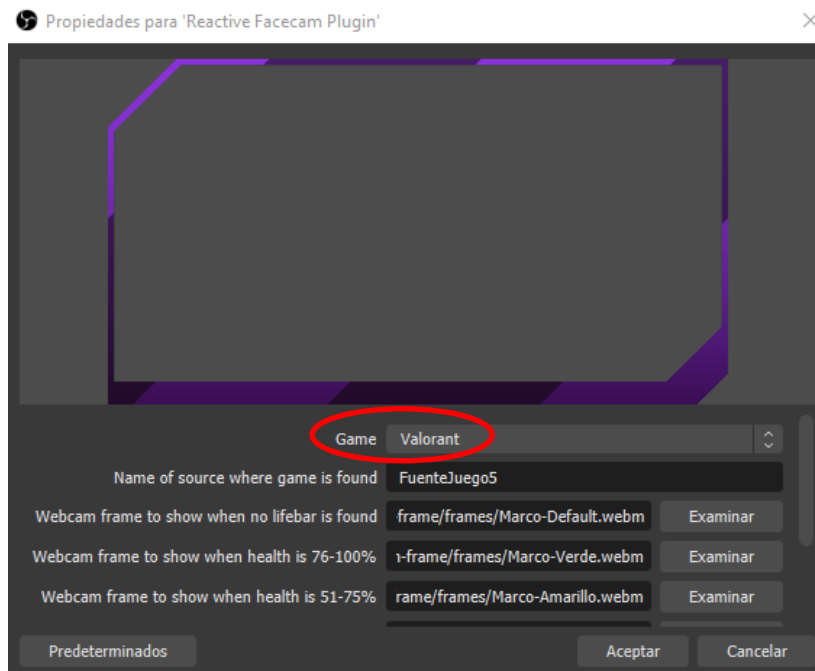 Propiedades para 'Reactive Facecam Plugin'
Game Valorant
Name of source where game is found FuenteJuego5
Webcam frame to show when no lifebar is found frame/frames/Marco-Default.webm Examinar
Webcam frame to show when health is 76-100% -frame/frames/Marco-Verde.webm Examinar
Webcam frame to show when health is 51-75% rame/frames/Marco-Amarillo.webm Examinar
Predeterminados Aceptar Cancelar